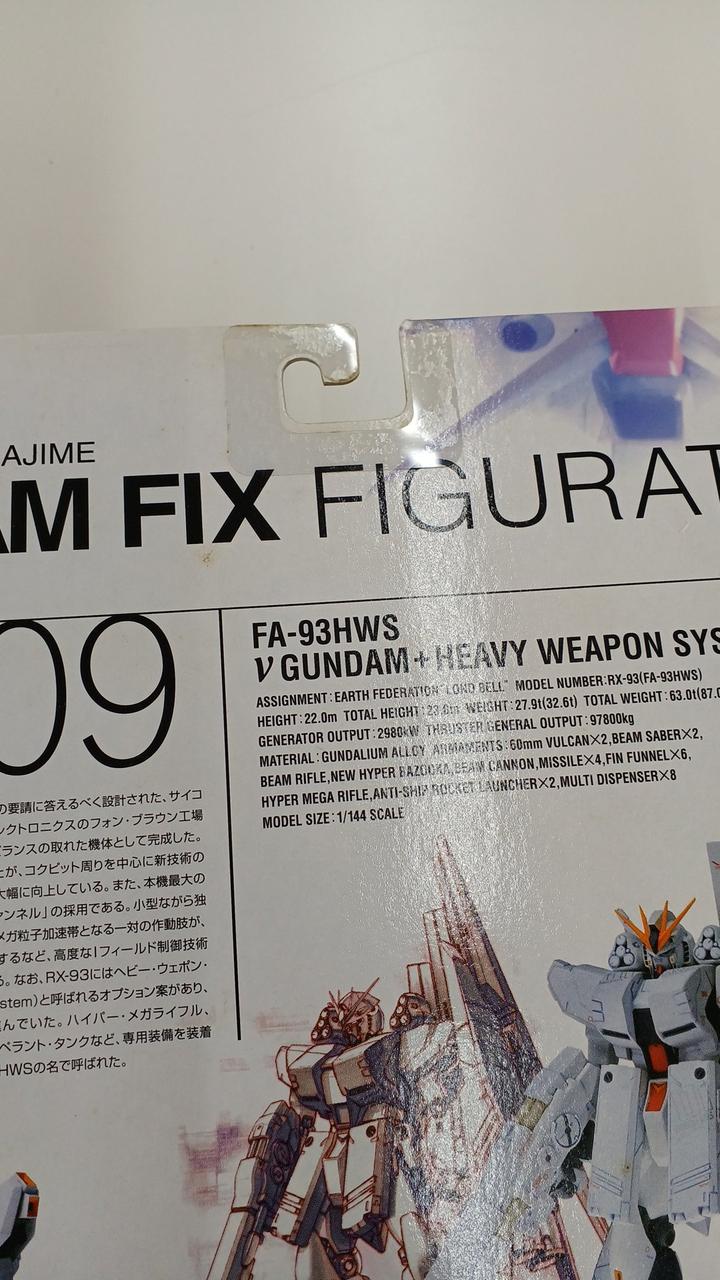 AJIME
AM FIX FIGURAT
09
FA-93HWS
ν GUNDAM+HEAVY WEAPON SYS
ASSIGNMENT:EARTH FEDERATION "LOND BELL" MODEL NUMBER:RX-93(FA-93HWS)
HEIGHT:22.0m TOTAL HEIGHT: WEIGHT:27.9t(32.6t) TOTAL WEIGHT:63.0t(87.0
GENERATOR OUTPUT:2980kW THRUSTER GENERAL OUTPUT:97800kg
MATERIAL:GUNDALIUM ALLOY ARMAMENTS:60mm VULCAN×2,BEAM SABER×2,
BEAM RIFLE,NEW HYPER BAZOOKA,BEAM CANNON,MISSILE×4,FIN FUNNEL×6,
HYPER MEGA RIFLE,ANTI-SHIP ROCKET LAUNCHER×2,MULTI DISPENSER×8
MODEL SIZE:1/144 SCALE
の要請に答えるべく設計された、サイコ
レクトロニクスのフォン・ブラウン工場
ランスの取れた機体として完成した。
が、コクピット周りを中心に新技術の
大幅に向上している。また、本機最大の
ァンネル」の採用である。小型ながら独
メガ粒子加速帯となる一対の作動肢が、
するなど、高度なIフィールド制御技術
る。なお、RX-93にはヘビー・ウェポン・
stem)と呼ばれるオプション案があり、
んでいた。ハイパー・メガライフル、
ペラント・タンクなど、専用装備を装着
HWSの名で呼ばれた。